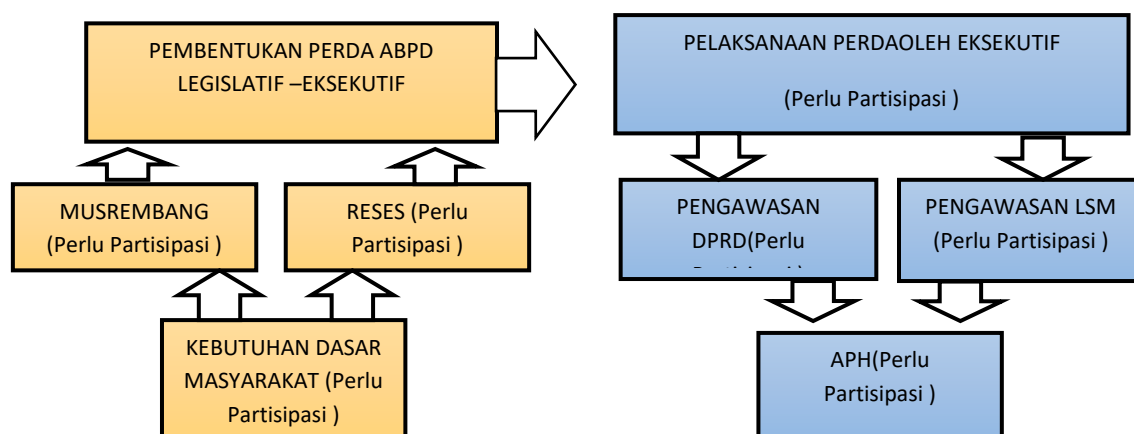 PEMBENTUKAN PERDA ABPD
LEGISLATIF –EKSEKUTIF
MUSREMBANG
(Perlu Partisipasi )
RESES (Perlu
Partisipasi )
KEBUTUHAN DASAR
MASYARAKAT (Perlu
Partisipasi )
PELAKSANAAN PERDAOLEH EKSEKUTIF
(Perlu Partisipasi )
PENGAWASAN
DPRD(Perlu
PENGAWASAN LSM
(Perlu Partisipasi )
APH(Perlu
Partisipasi )